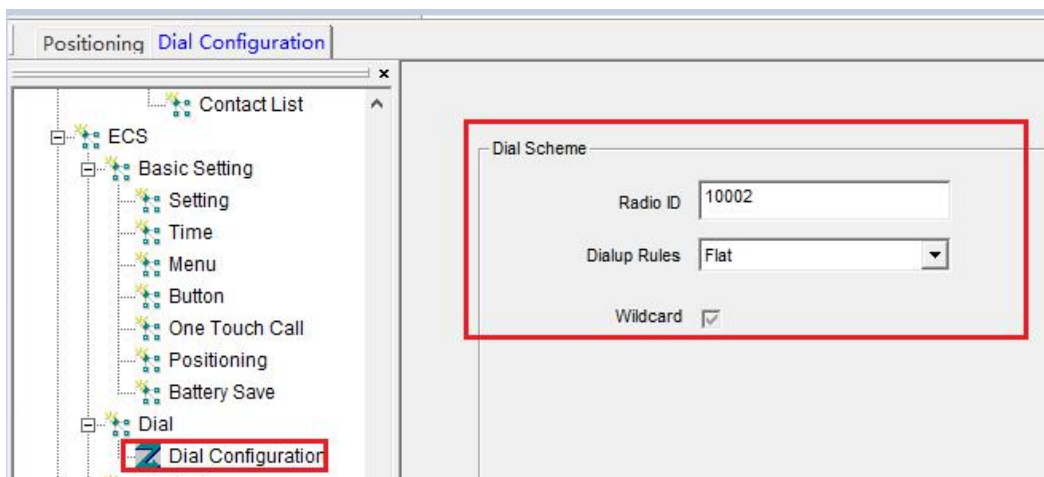 Positioning Dial Configuration
Contact List
ECS
Basic Setting
Setting
Time
Menu
Button
One Touch Call
Positioning
Battery Save
Dial
Dial Configuration
Dial Scheme
Radio ID 10002
Dialup Rules Flat
Wildcard